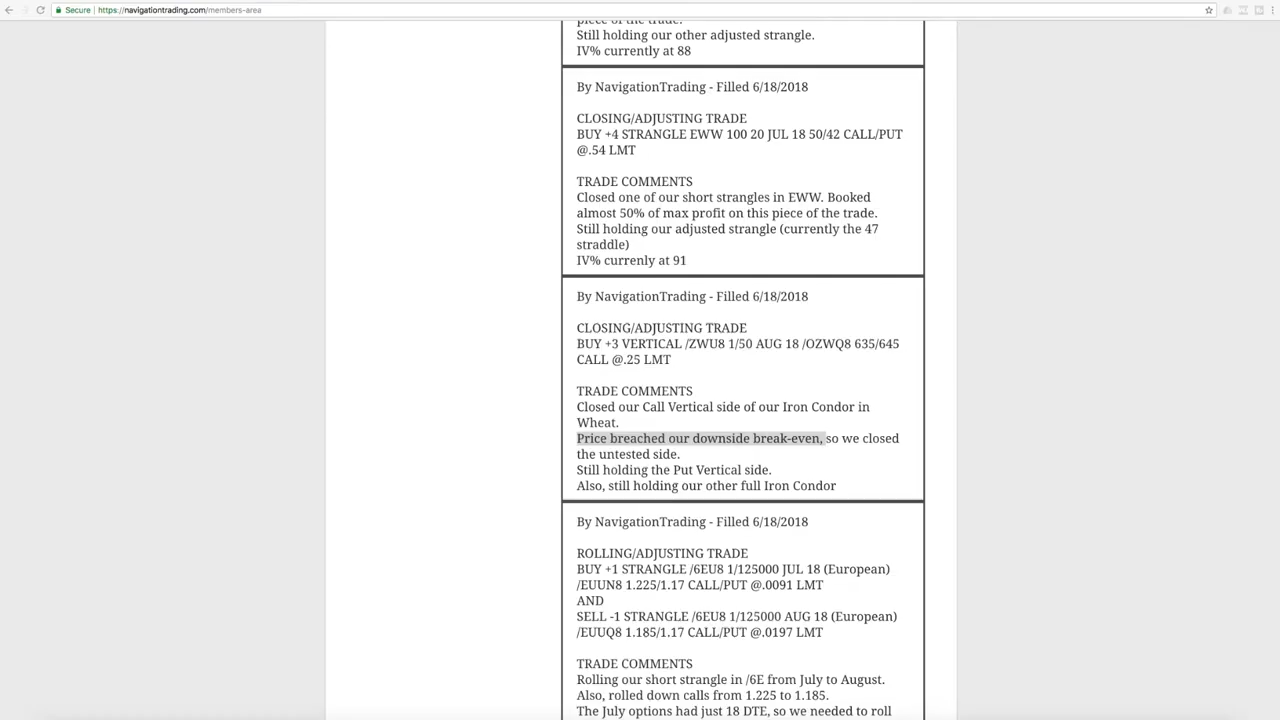 Secure https://navigationtrading.com/members-area
piece of the trade.
Still holding our other adjusted strangle.
IV% currently at 88
By NavigationTrading - Filled 6/18/2018
CLOSING/ADJUSTING TRADE
BUY +4 STRANGLE EWW 100 20 JUL 18 50/42 CALL/PUT
@.54 LMT
TRADE COMMENTS
Closed one of our short strangles in EWW. Booked
almost 50% of max profit on this piece of the trade.
Still holding our adjusted strangle (currently the 47
straddle)
IV% currenly at 91
By NavigationTrading - Filled 6/18/2018
CLOSING/ADJUSTING TRADE
BUY +3 VERTICAL /ZWU8 1/50 AUG 18 /OZWQ8 635/645
CALL @.25 LMT
TRADE COMMENTS
Closed our Call Vertical side of our Iron Condor in
Wheat.
Price breached our downside break-even, so we closed
the untested side.
Still holding the Put Vertical side.
Also, still holding our other full Iron Condor
By NavigationTrading - Filled 6/18/2018
ROLLING/ADJUSTING TRADE
BUY +1 STRANGLE /6EU8 1/125000 JUL 18 (European)
/EUUN8 1.225/1.17 CALL/PUT @.0091 LMT
AND
SELL -1 STRANGLE /6EU8 1/125000 AUG 18 (European)
/EUUQ8 1.185/1.17 CALL/PUT @.0197 LMT
TRADE COMMENTS
Rolling our short strangle in /6E from July to August.
Also, rolled down calls from 1.225 to 1.185.
The July options had just 18 DTE, so we needed to roll